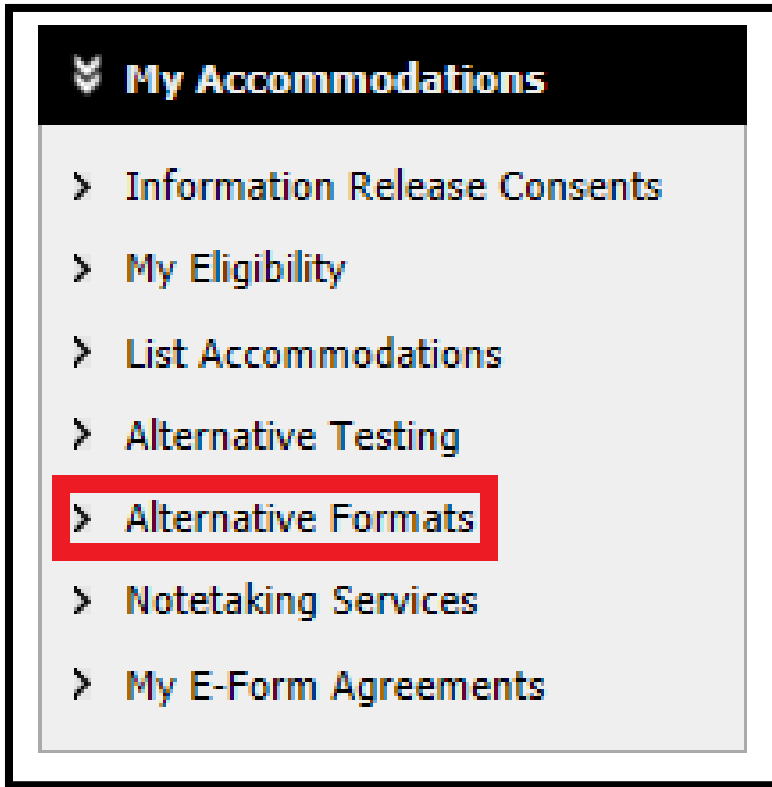 My Accommodations
Information Release Consents
My Eligibility
List Accommodations
Alternative Testing
Alternative Formats
Notetaking Services
My E-Form Agreements